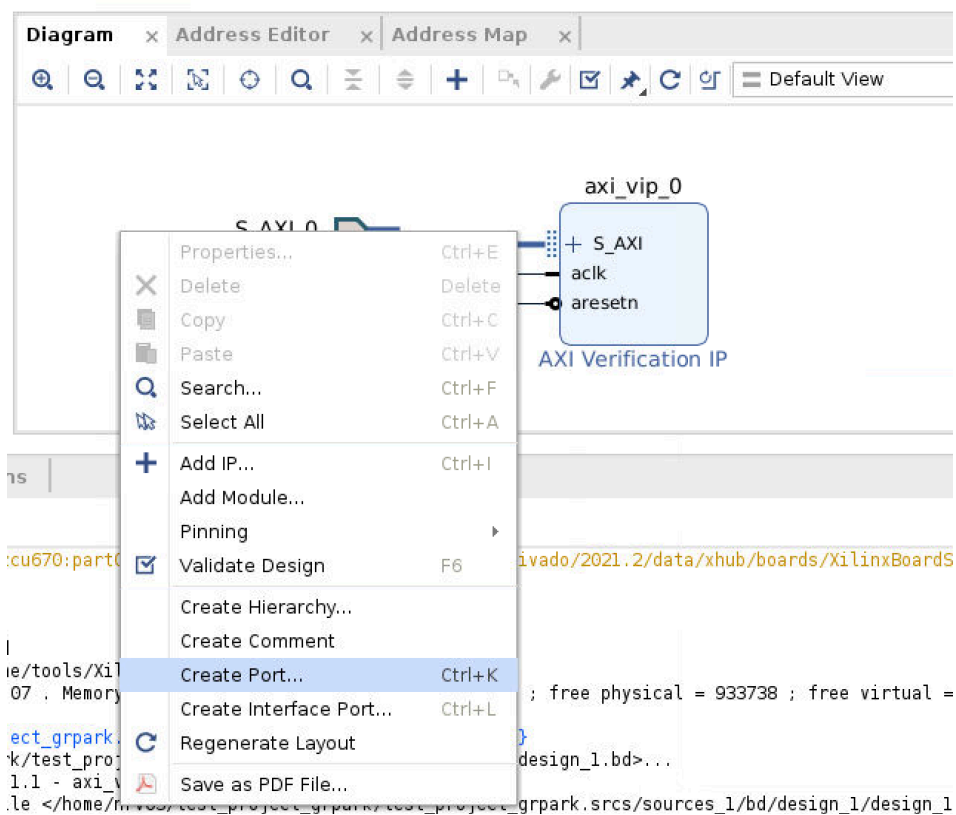 Diagram × Address Editor × Address Map ×
Default View
axi_vip_0
S_AXI_0
S_AXI
aclk
aresetn
AXI Verification IP
Properties... Ctrl+E
Delete Delete
Copy Ctrl+C
Paste Ctrl+V
Search... Ctrl+F
Select All Ctrl+A
Add IP... Ctrl+I
Add Module...
Pinning
Validate Design F6
Create Hierarchy...
Create Comment
Create Port... Ctrl+K
Create Interface Port... Ctrl+L
Regenerate Layout
Save as PDF File...
ns
:cu670:part0 ivado/2021.2/data/xhub/boards/XilinxBoardS
ne/tools/Xil
07 . Memory ; free physical = 933738 ; free virtual =
ect_grpark. }
rk/test_proj design_1.bd>...
1.1 - axi_v
le </home/ test_project_grpark/test_project_grpark.srcs/sources_1/bd/design_1/design_1